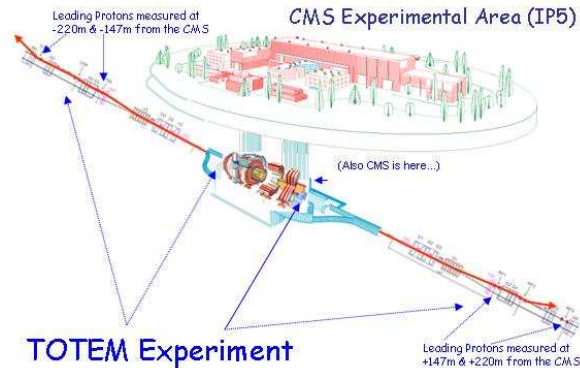 Leading Protons measured at
-220m & -147m from the CMS
CMS Experimental Area (IP5)
(Also CMS is here...)
TOTEM Experiment
Leading Protons measured at
+147m & +220m from the CMS